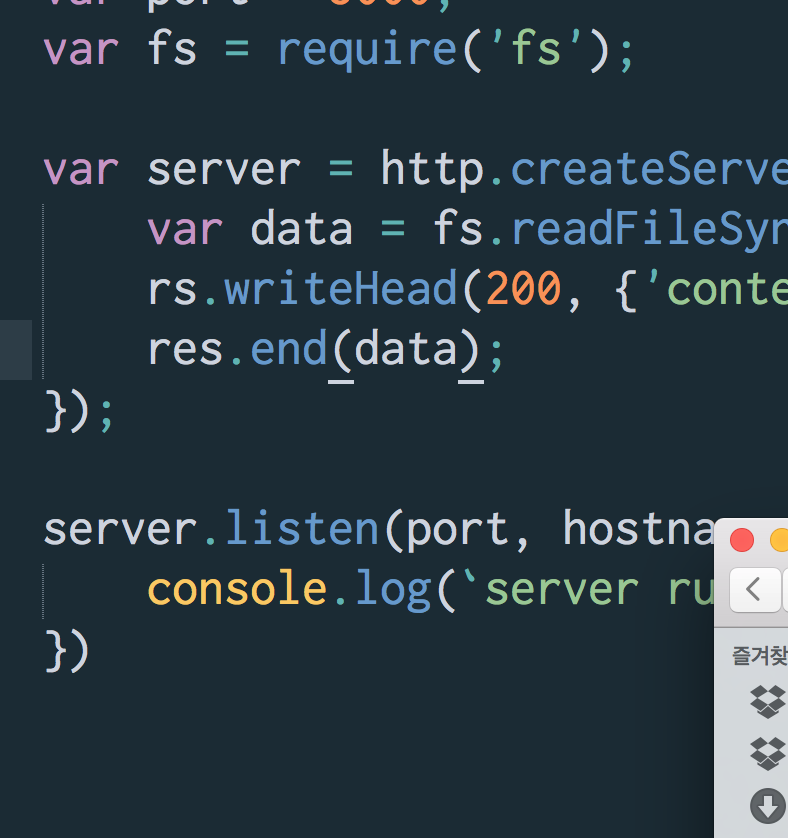 var port = 3000;
var fs = require('fs');
var server = http.createServe
var data = fs.readFileSyn
rs.writeHead(200, {'conte
res.end(data);
});
server.listen(port, hostna
console.log(`server ru
})
즐겨찾